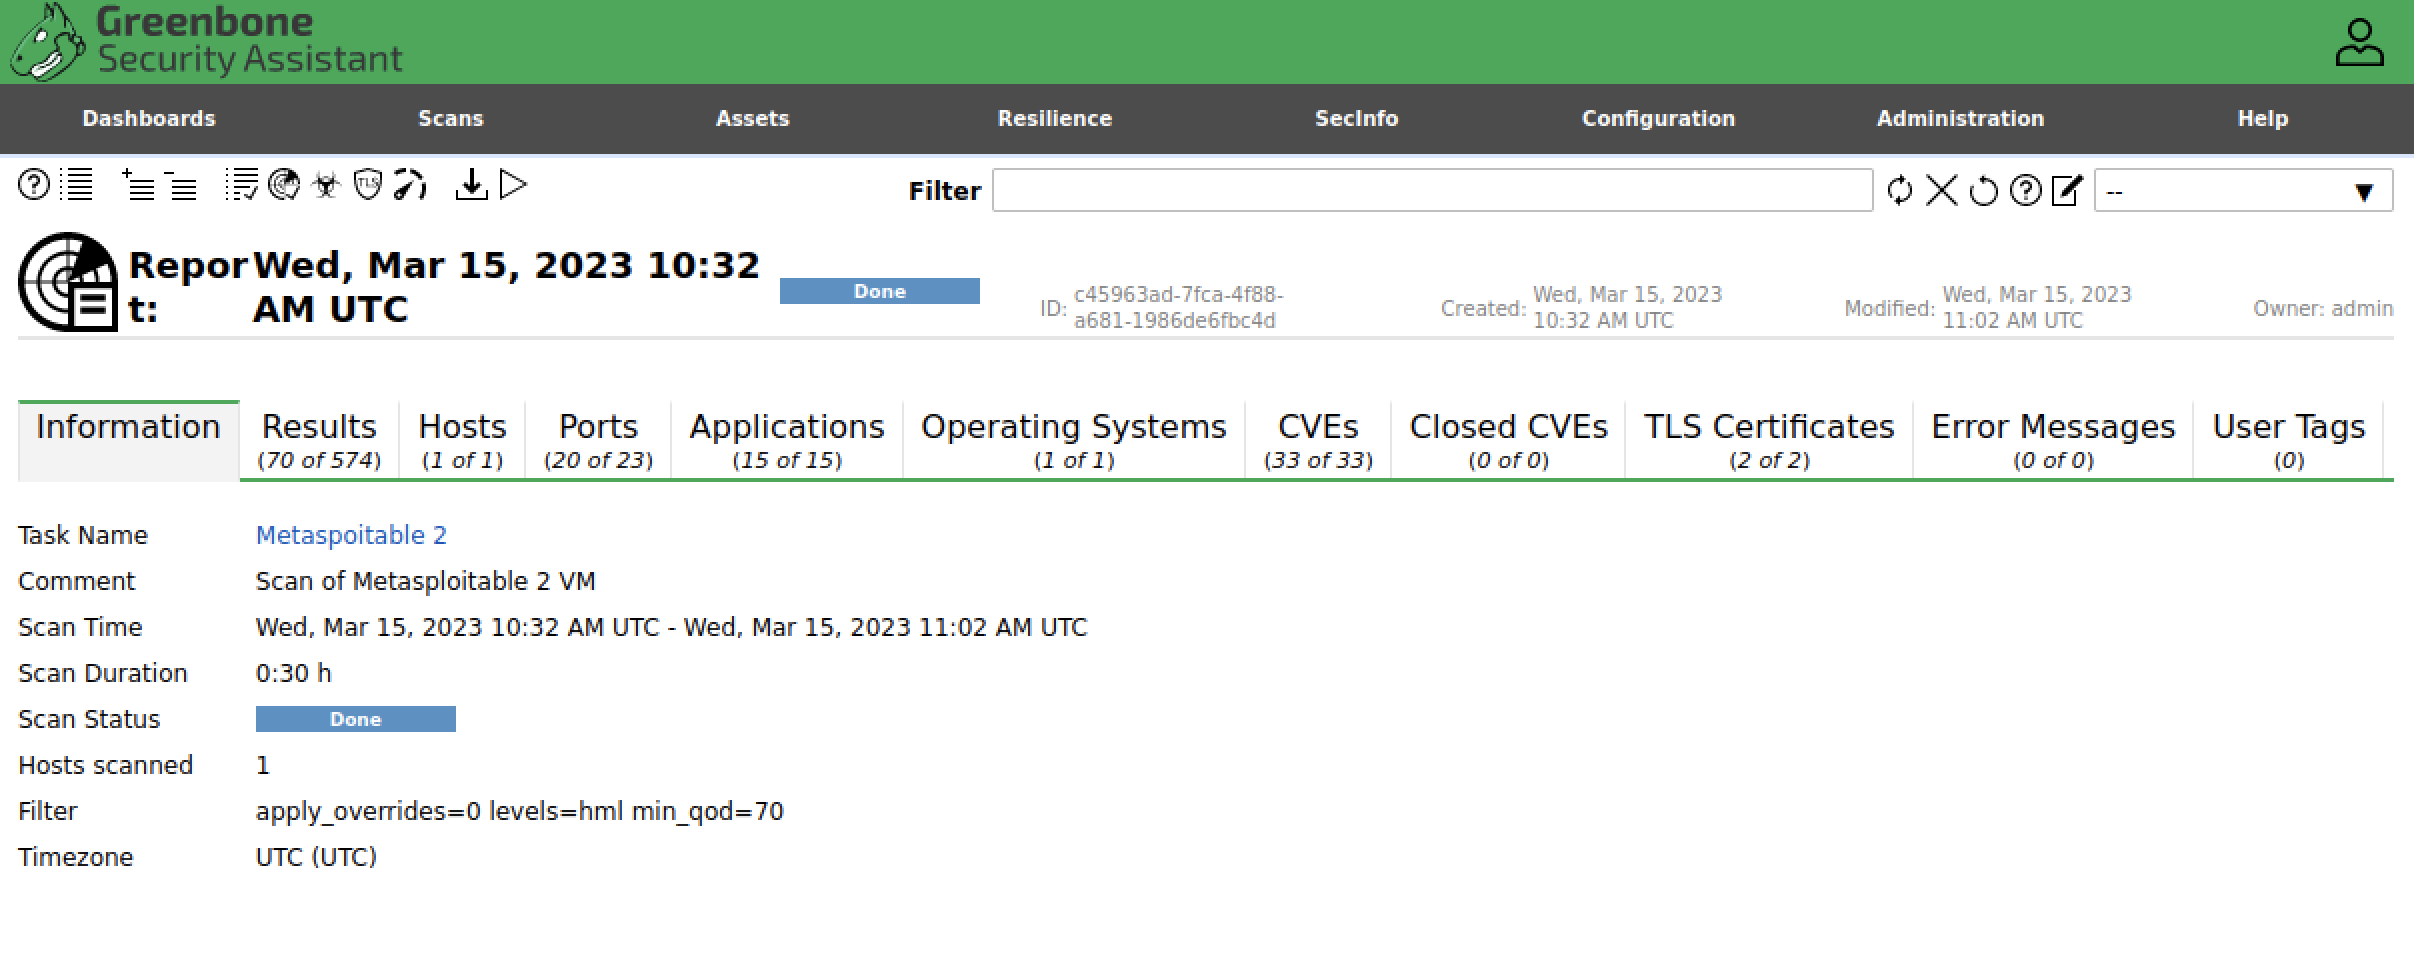 Greenbone
Security Assistant
Dashboards Scans Assets Resilience SecInfo Configuration Administration Help
TLS
Filter --
Repor Wed, Mar 15, 2023 10:32
t: AM UTC
Done
ID: c45963ad-7fca-4f88-
a681-1986de6fbc4d
Created: Wed, Mar 15, 2023
10:32 AM UTC
Modified: Wed, Mar 15, 2023
11:02 AM UTC
Owner: admin
Information
Results
(70 of 574)
Hosts
(1 of 1)
Ports
(20 of 23)
Applications
(15 of 15)
Operating Systems
(1 of 1)
CVEs
(33 of 33)
Closed CVEs
(0 of 0)
TLS Certificates
(2 of 2)
Error Messages
(0 of 0)
User Tags
(0)
Task Name Metaspoitable 2
Comment Scan of Metasploitable 2 VM
Scan Time Wed, Mar 15, 2023 10:32 AM UTC - Wed, Mar 15, 2023 11:02 AM UTC
Scan Duration 0:30 h
Scan Status Done
Hosts scanned 1
Filter apply_overrides=0 levels=hml min_qod=70
Timezone UTC (UTC)